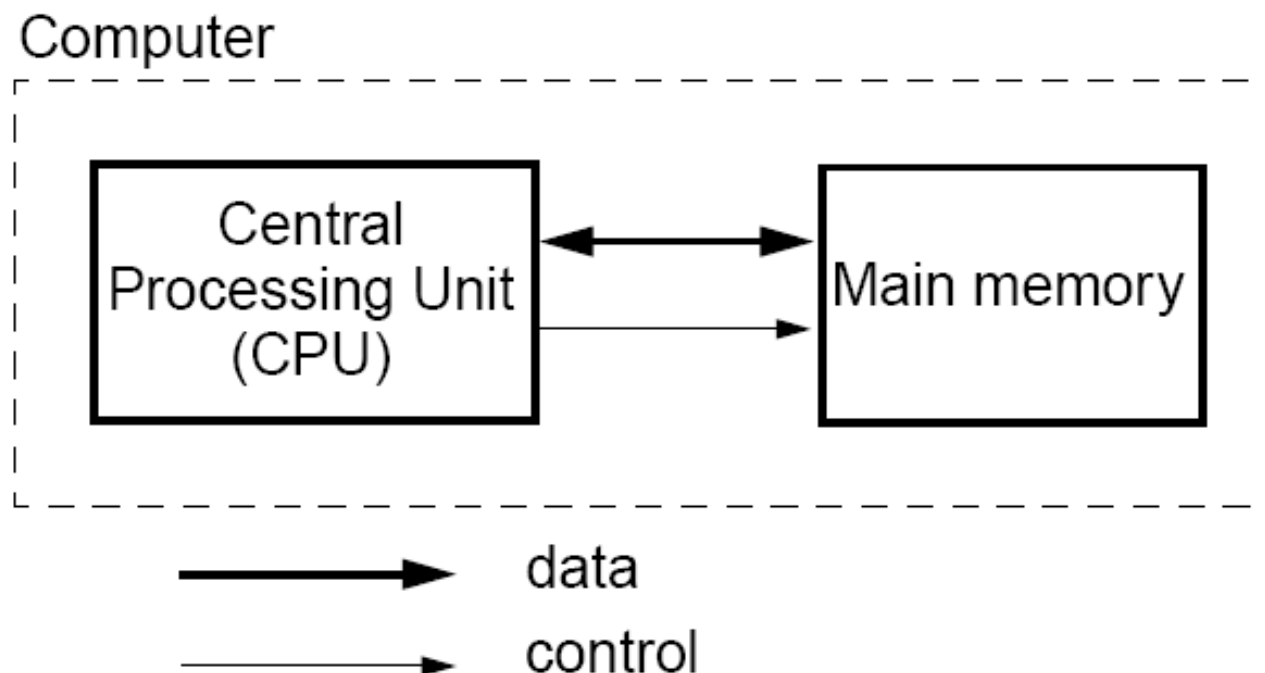 Computer
Central
Processing Unit
(CPU)
Main memory
data
control